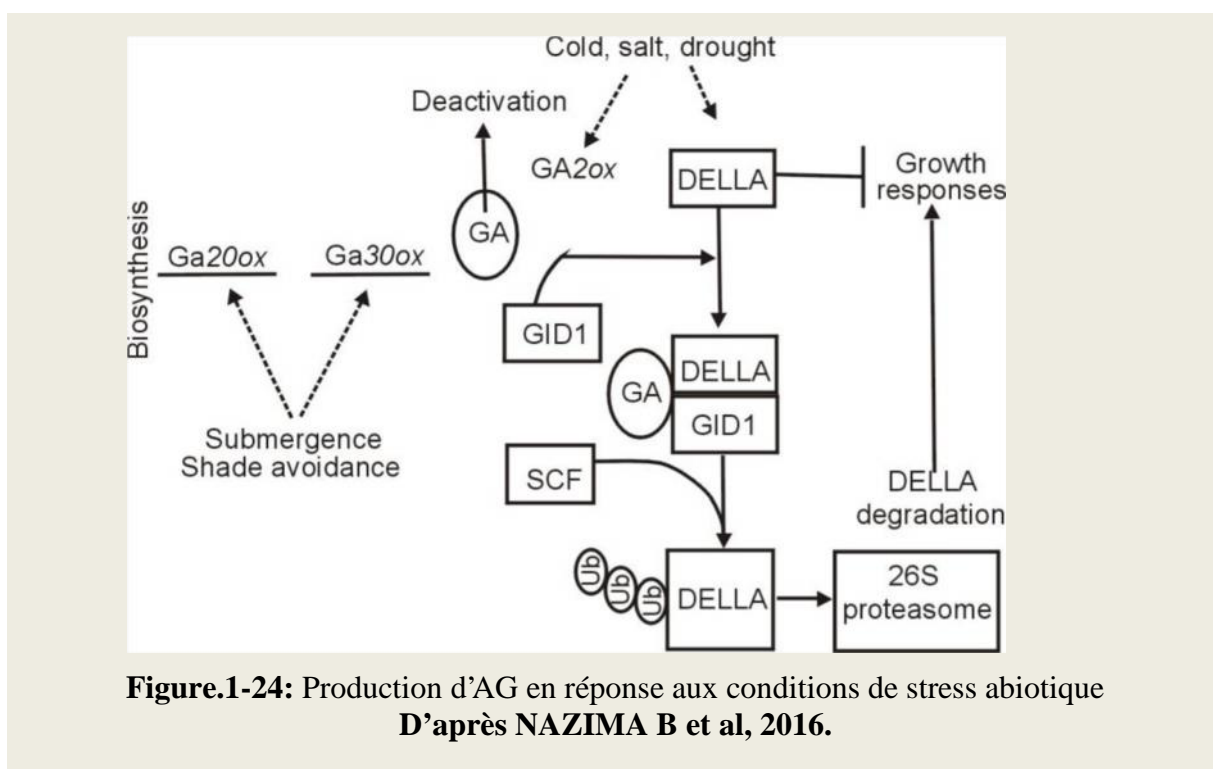 Cold, salt, drought
Deactivation
GA2ox
DELLA
Growth
responses
Biosynthesis
Ga20ox
Ga30ox
GA
GID1
DELLA
GA
GID1
Submergence
Shade avoidance
SCF
DELLA
degradation
Ub
Ub
Ub
DELLA
26S
proteasome
Figure.1-24: Production d’AG en réponse aux conditions de stress abiotique
D’après NAZIMA B et al, 2016.